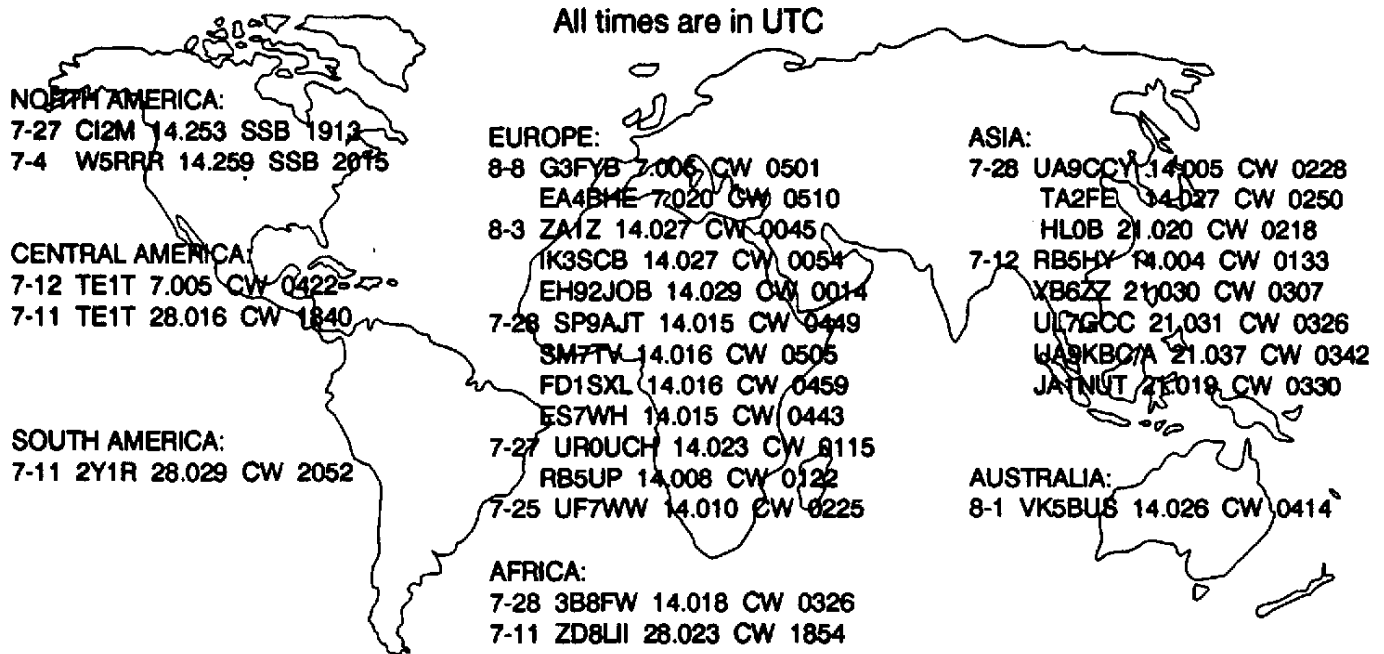 All times are in UTC
NORTH AMERICA:
7-27 CI2M 14.253 SSB 1913
7-4 W5RRR 14.259 SSB 2015
CENTRAL AMERICA:
7-12 TE1T 7.005 CW 0422
7-11 TE1T 28.016 CW 1840
SOUTH AMERICA:
7-11 2Y1R 28.029 CW 2052
EUROPE:
8-8 G3FYB 7.006 CW 0501
EA4BHE 7.020 CW 0510
8-3 ZA1Z 14.027 CW 0045
IK3SCB 14.027 CW 0054
EH92JOB 14.029 CW 0014
7-28 SP9AJT 14.015 CW 0449
SM7TV 14.016 CW 0505
FD1SXL 14.016 CW 0459
ES7WH 14.015 CW 0443
7-27 UR0UCH 14.023 CW 0115
RB5UP 14.008 CW 0122
7-25 UF7WW 14.010 CW 0225
AFRICA:
7-28 3B8FW 14.018 CW 0326
7-11 ZD8LII 28.023 CW 1854
ASIA:
7-28 UA9CCY 14.005 CW 0228
TA2FE 14.027 CW 0250
HL0B 21.020 CW 0218
7-12 RB5HY 14.004 CW 0133
YB6ZZ 21.030 CW 0307
UL7GCC 21.031 CW 0326
UA9KBC/A 21.037 CW 0342
JA1NUT 21.019 CW 0330
AUSTRALIA:
8-1 VK5BUS 14.026 CW 0414